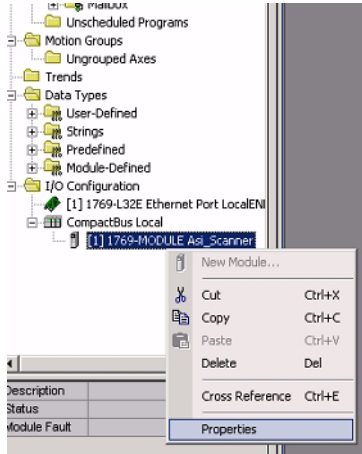 Mailbox
Unscheduled Programs
Motion Groups
Ungrouped Axes
Trends
Data Types
User-Defined
Strings
Predefined
Module-Defined
I/O Configuration
[1] 1769-L32E Ethernet Port LocalEN
CompactBus Local
[1] 1769-MODULE Asi_Scanner
New Module...
Cut Ctrl+X
Copy Ctrl+C
Paste Ctrl+V
Delete Del
Cross Reference Ctrl+E
Properties
Description
Status
Module Fault